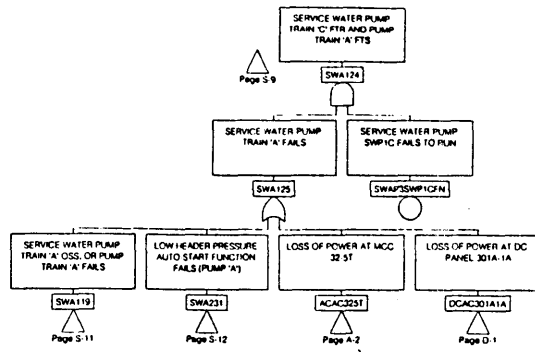 SERVICE WATER PUMP
TRAIN 'C' FTR AND PUMP
TRAIN 'A' FTS
Page S-9
SWA124
SERVICE WATER PUMP
TRAIN 'A' FAILS
SERVICE WATER PUMP
SWP1C FAILS TO RUN
SWA125
SWAP3SWP1CFN
SERVICE WATER PUMP
TRAIN 'A' OSS. OR PUMP
TRAIN 'A' FAILS
LOW HEADER PRESSURE
AUTO START FUNCTION
FAILS (PUMP 'A')
LOSS OF POWER AT MCC
32-5T
LOSS OF POWER AT DC
PANEL 301A-1A
SWA119
SWA231
ACAC325T
DCAC301A1A
Page S-11
Page S-12
Page A-2
Page D-1